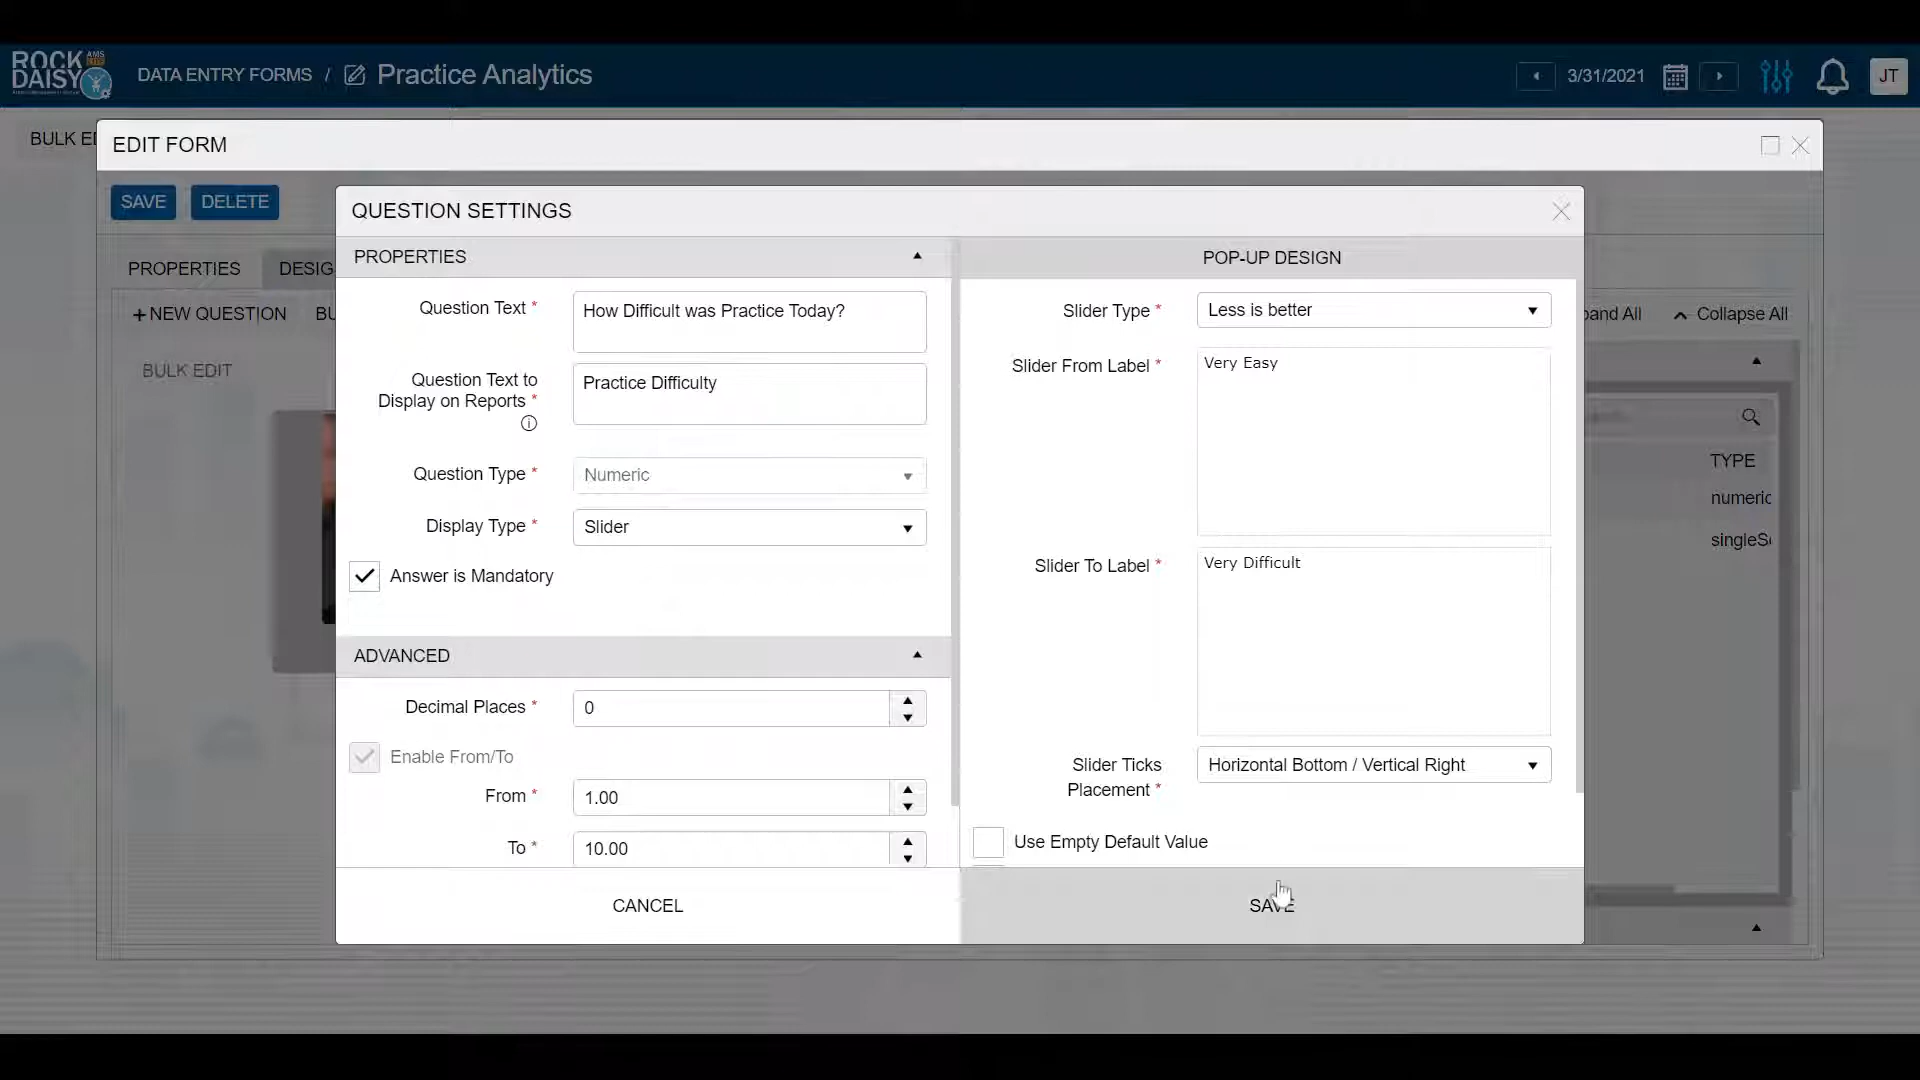 ROCK AMS
DAISY
DATA ENTRY FORMS / Practice Analytics
3/31/2021
JT
BULK
EDIT FORM
SAVE
DELETE
QUESTION SETTINGS
PROPERTIES
DESIG
+NEW QUESTION
BU
BULK EDIT
PROPERTIES
Question Text *
How Difficult was Practice Today?
Question Text to
Display on Reports *
Practice Difficulty
Question Type *
Numeric
Display Type *
Slider
Answer is Mandatory
ADVANCED
Decimal Places *
0
Enable From/To
From *
1.00
To *
10.00
CANCEL
POP-UP DESIGN
Slider Type *
Less is better
Slider From Label *
Very Easy
Slider To Label *
Very Difficult
Slider Ticks
Placement *
Horizontal Bottom / Vertical Right
Use Empty Default Value
SAVE
pand All
Collapse All
TYPE
numeric
singleSe